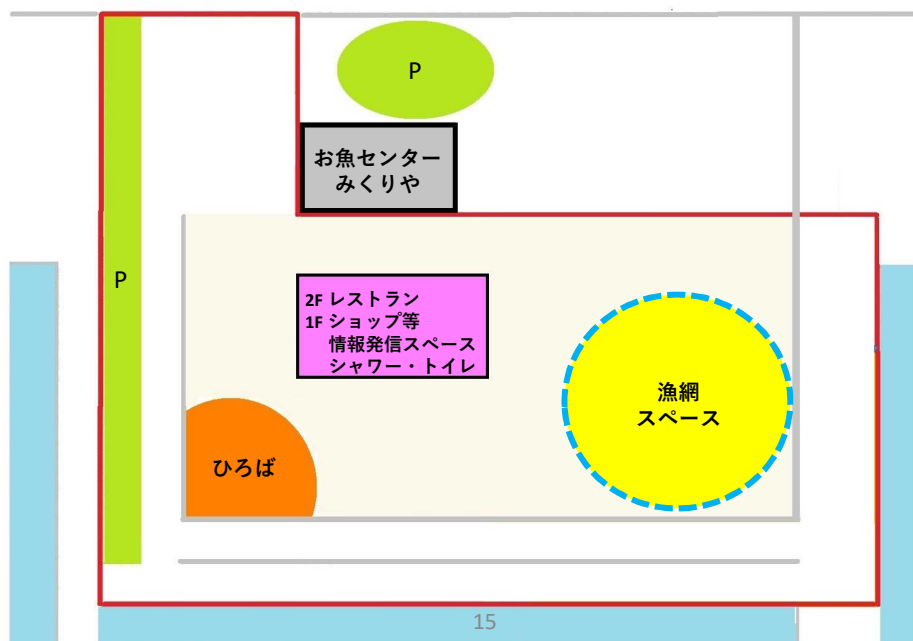 P
お魚センター
みくりや
P
2F レストラン
1F ショップ等
情報発信スペース
シャワー・トイレ
漁網
スペース
ひろば
15